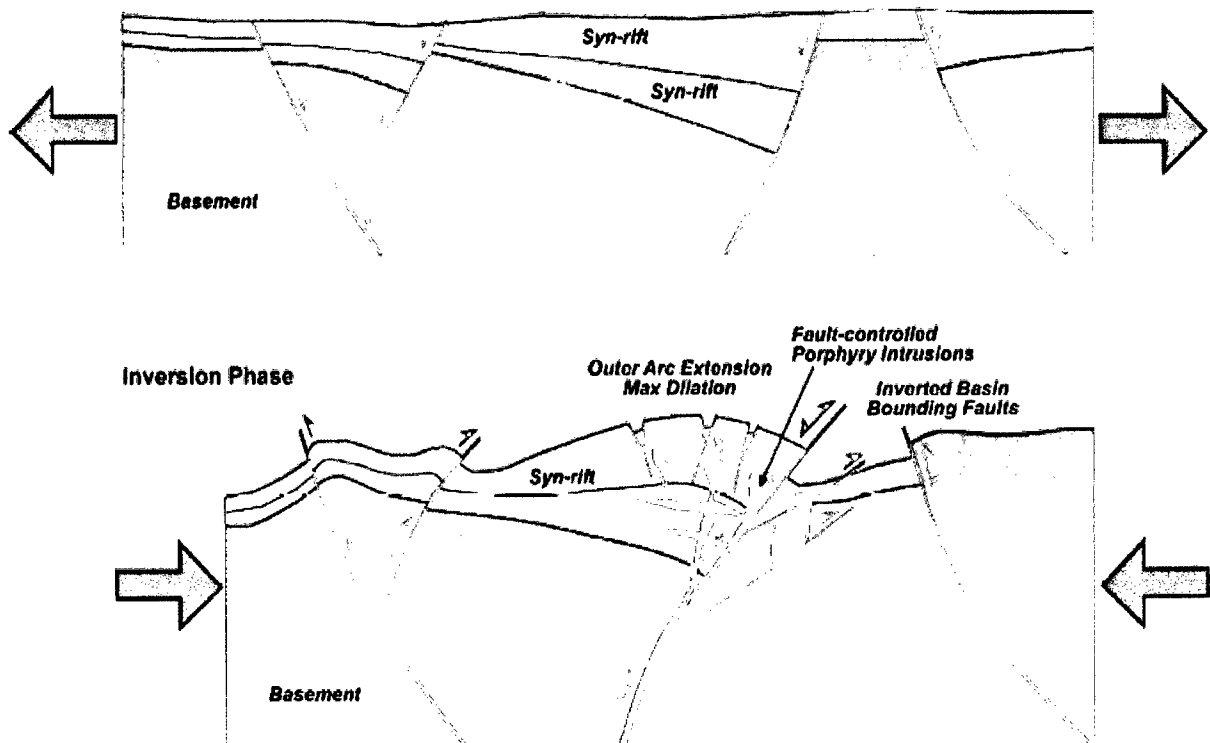 Syn-rift
Syn-rift
Basement
Fault-controlled
Porphyry Intrusions
Outer Arc Extension
Max Dilation
Inversion Phase
Inverted Basin
Bounding Faults
Syn-rift
Basement